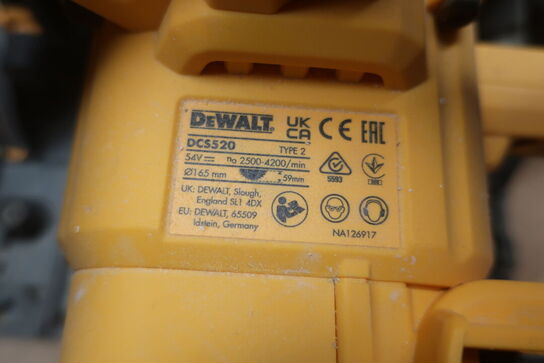 DEWALT UK CA CE EAC
DCS520 TYPE 2
54V n0 2500-4200/min
Ø165 mm 59mm
5593
UK: DEWALT, Slough,
England SL1 4DX
EU: DEWALT, 65509
Idstein, Germany
NA126917